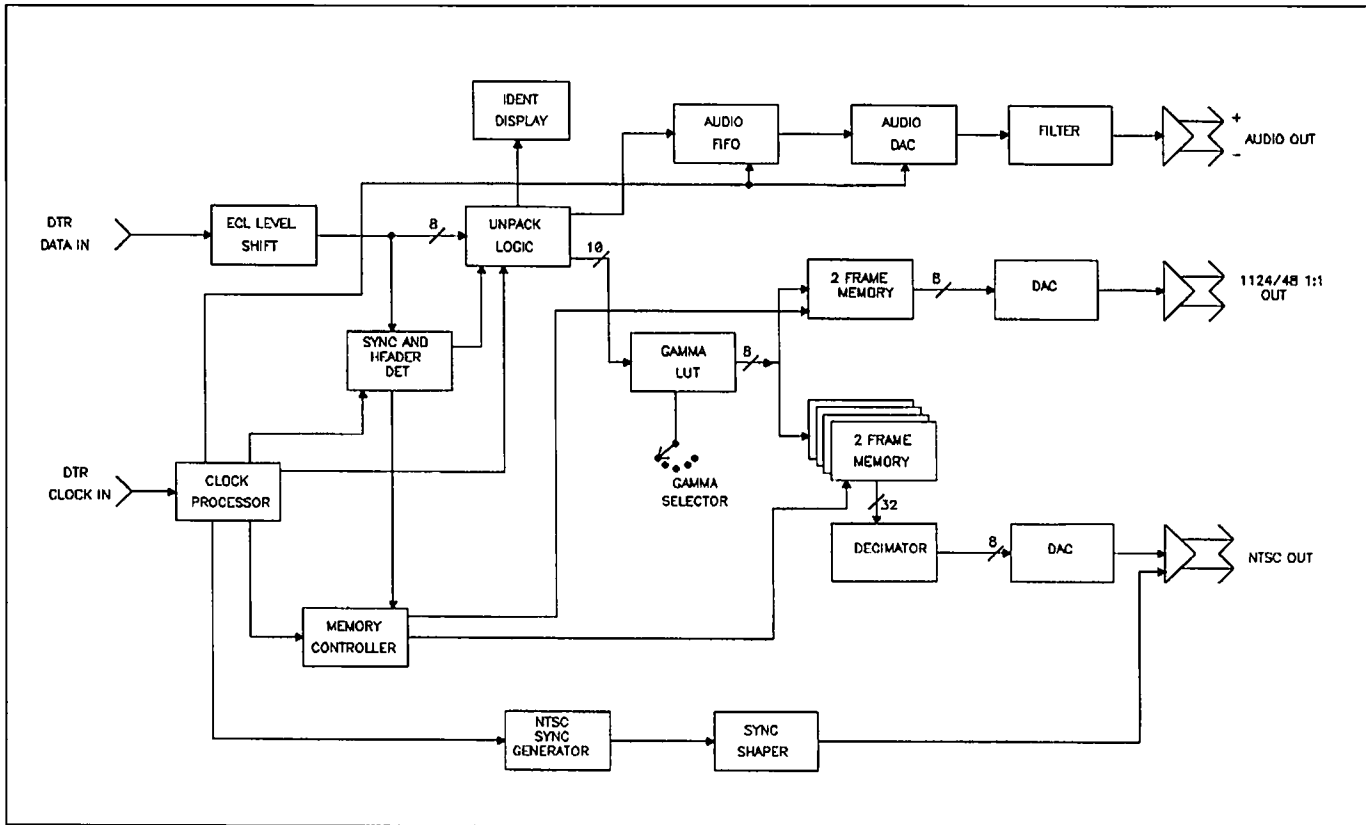 IDENT
DISPLAY
AUDIO
FIFO
AUDIO
DAC
FILTER
+
-
AUDIO OUT
DTR
DATA IN
ECL LEVEL
SHIFT
8
UNPACK
LOGIC
10
2 FRAME
MEMORY
8
DAC
1124/48 1:1
OUT
SYNC AND
HEADER
DET
GAMMA
LUT
8
2 FRAME
MEMORY
GAMMA
SELECTOR
DTR
CLOCK IN
CLOCK
PROCESSOR
32
DECIMATOR
8
DAC
NTSC OUT
MEMORY
CONTROLLER
NTSC
SYNC
GENERATOR
SYNC
SHAPER